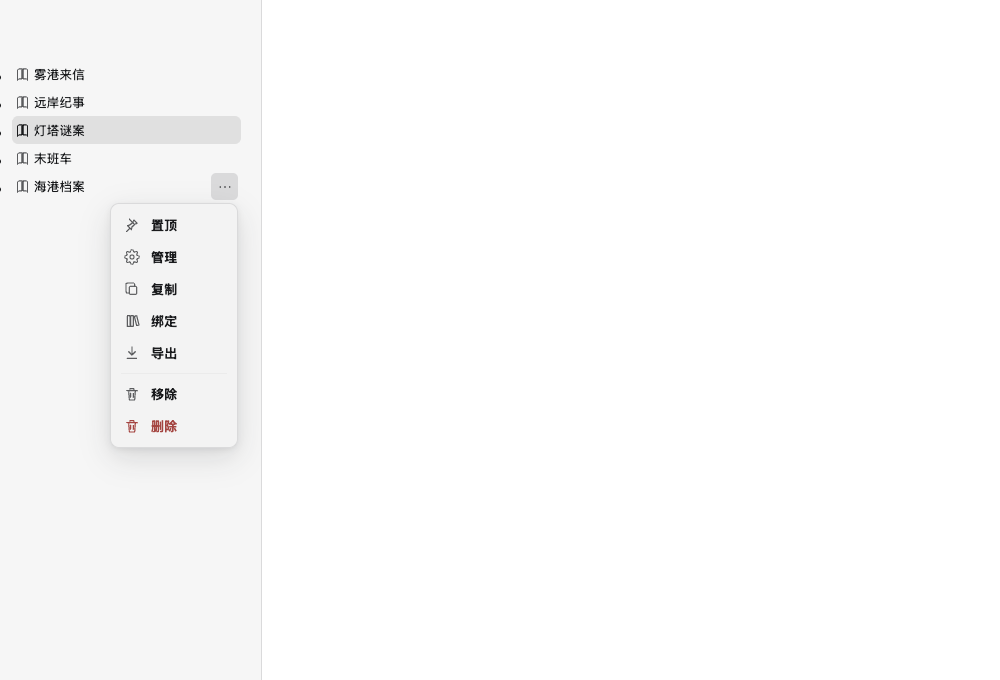 雾港来信
远岸纪事
灯塔谜案
末班车
海港档案
置顶
管理
复制
绑定
导出
移除
删除